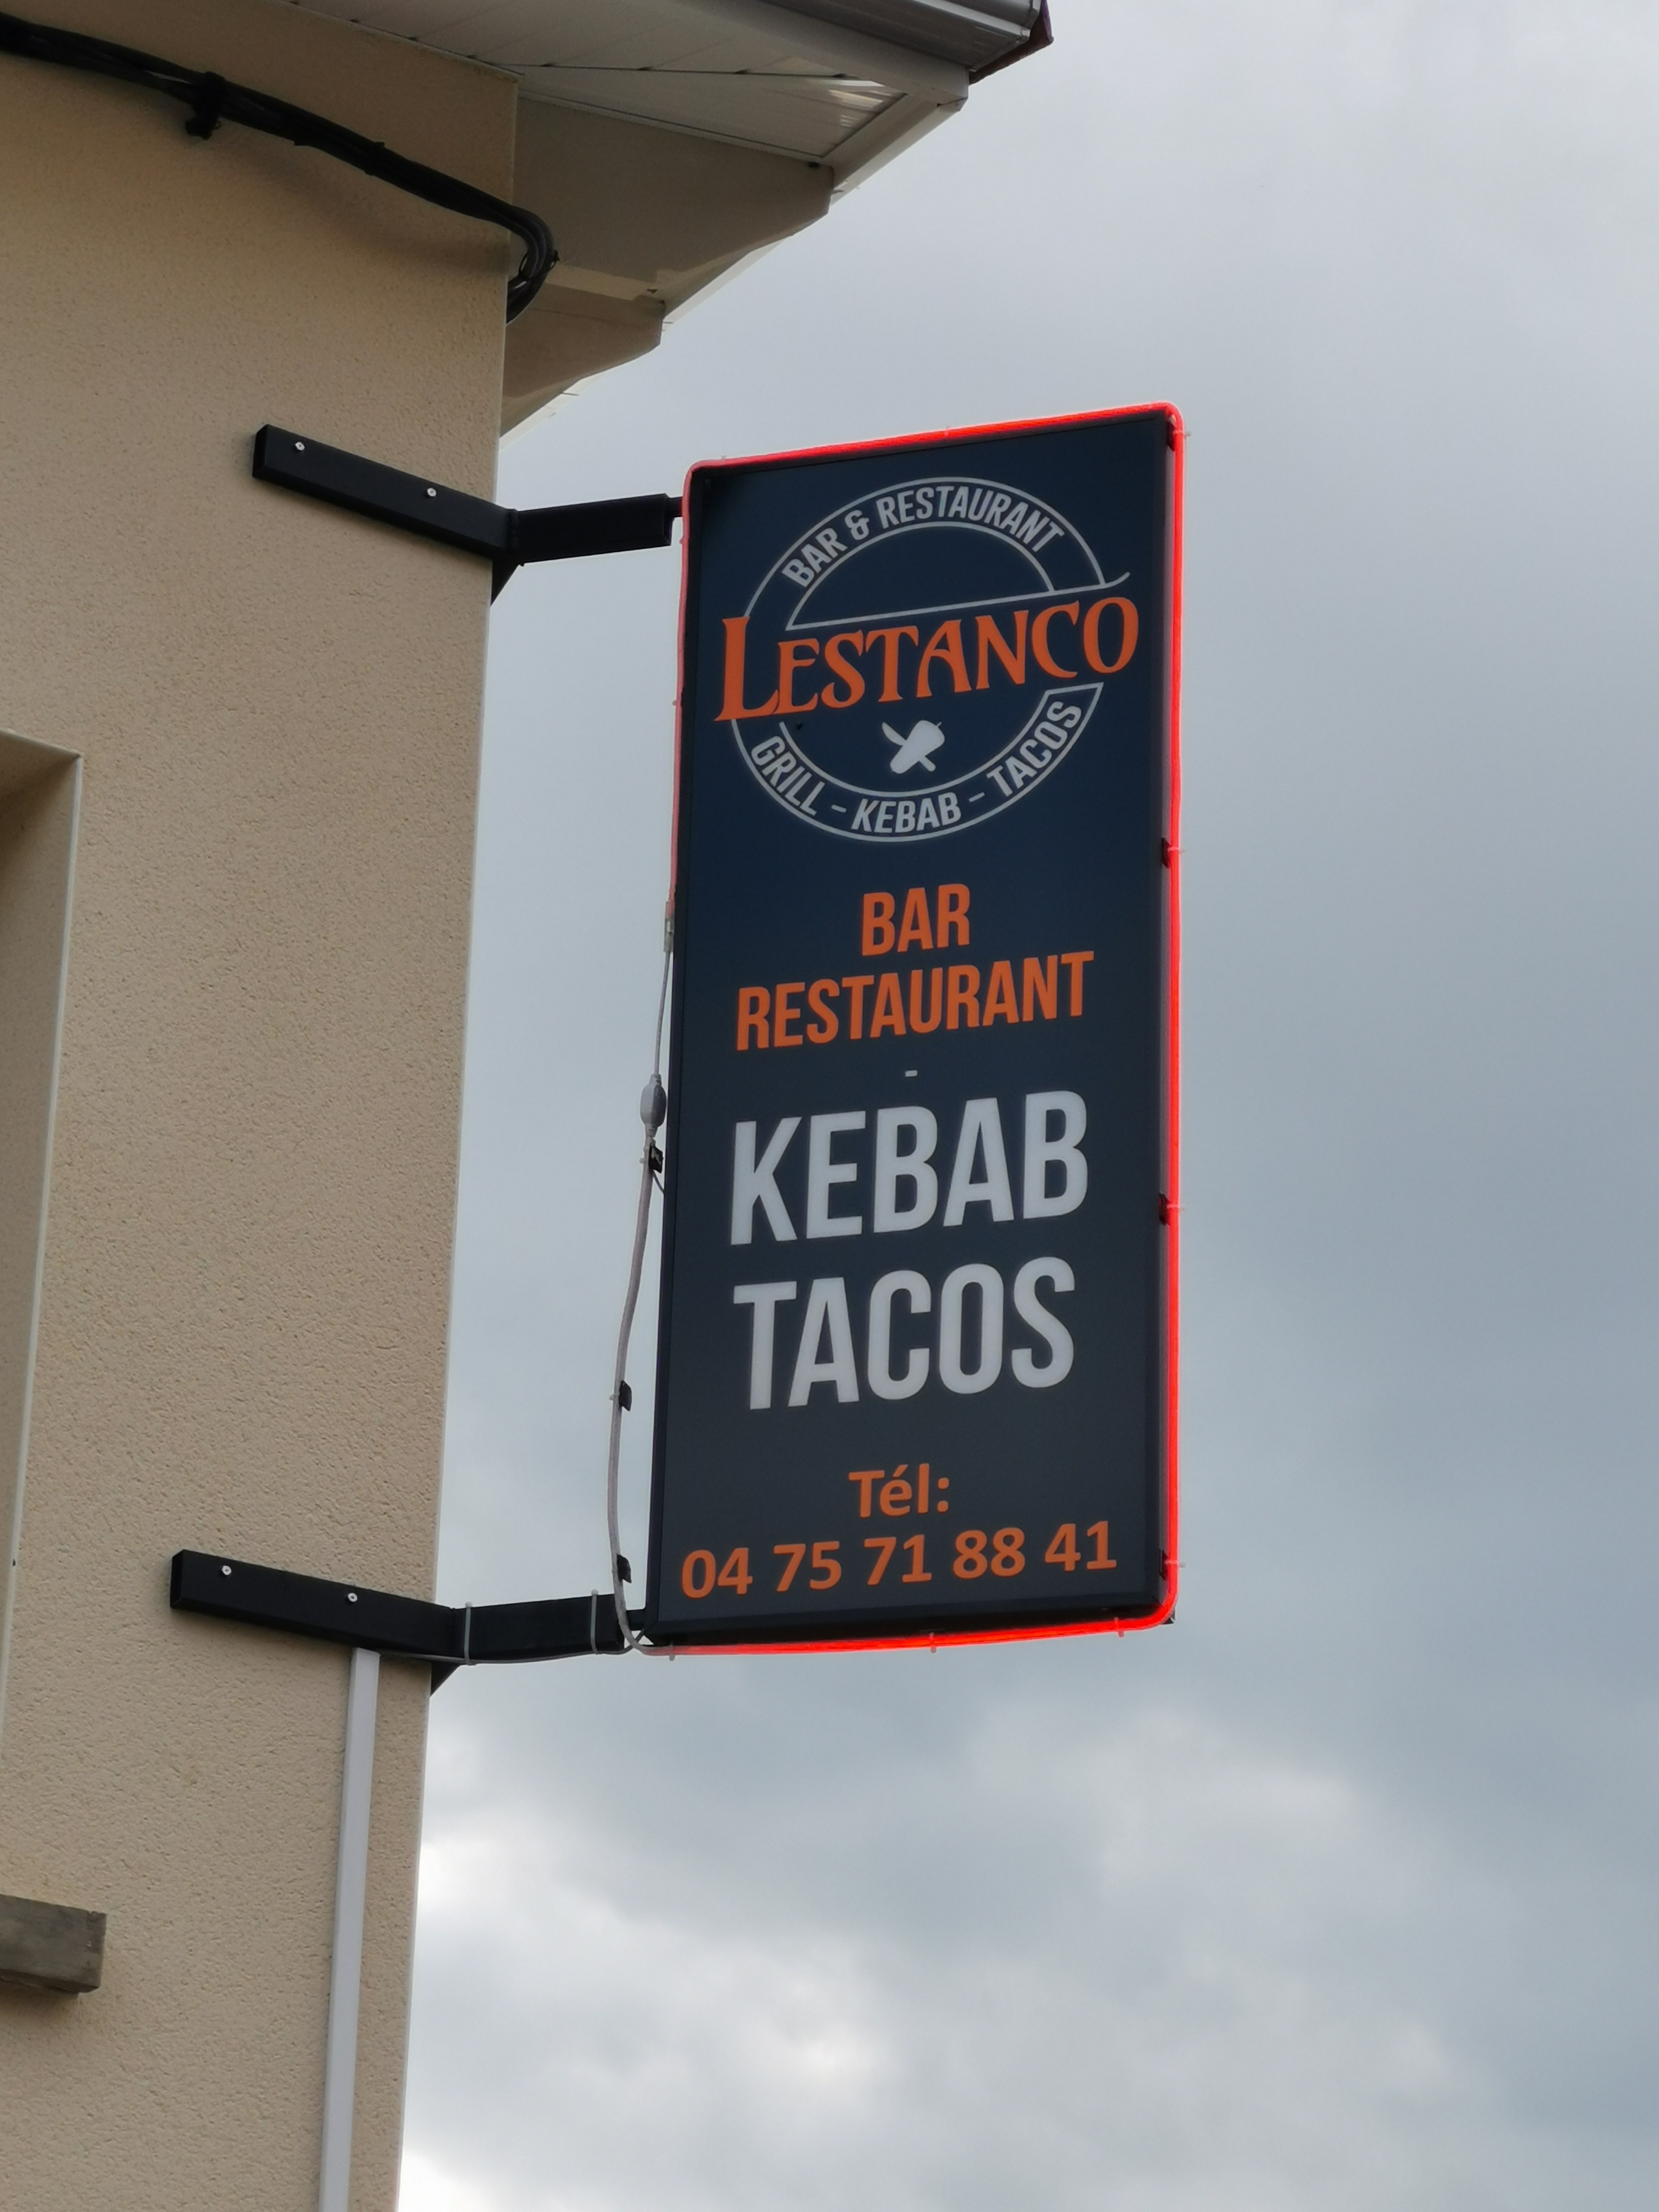 BAR & RESTAURANT
LESTANCO
GRILL - KEBAB - TACOS
BAR
RESTAURANT
-
KEBAB
TACOS
Tél:
04 75 71 88 41